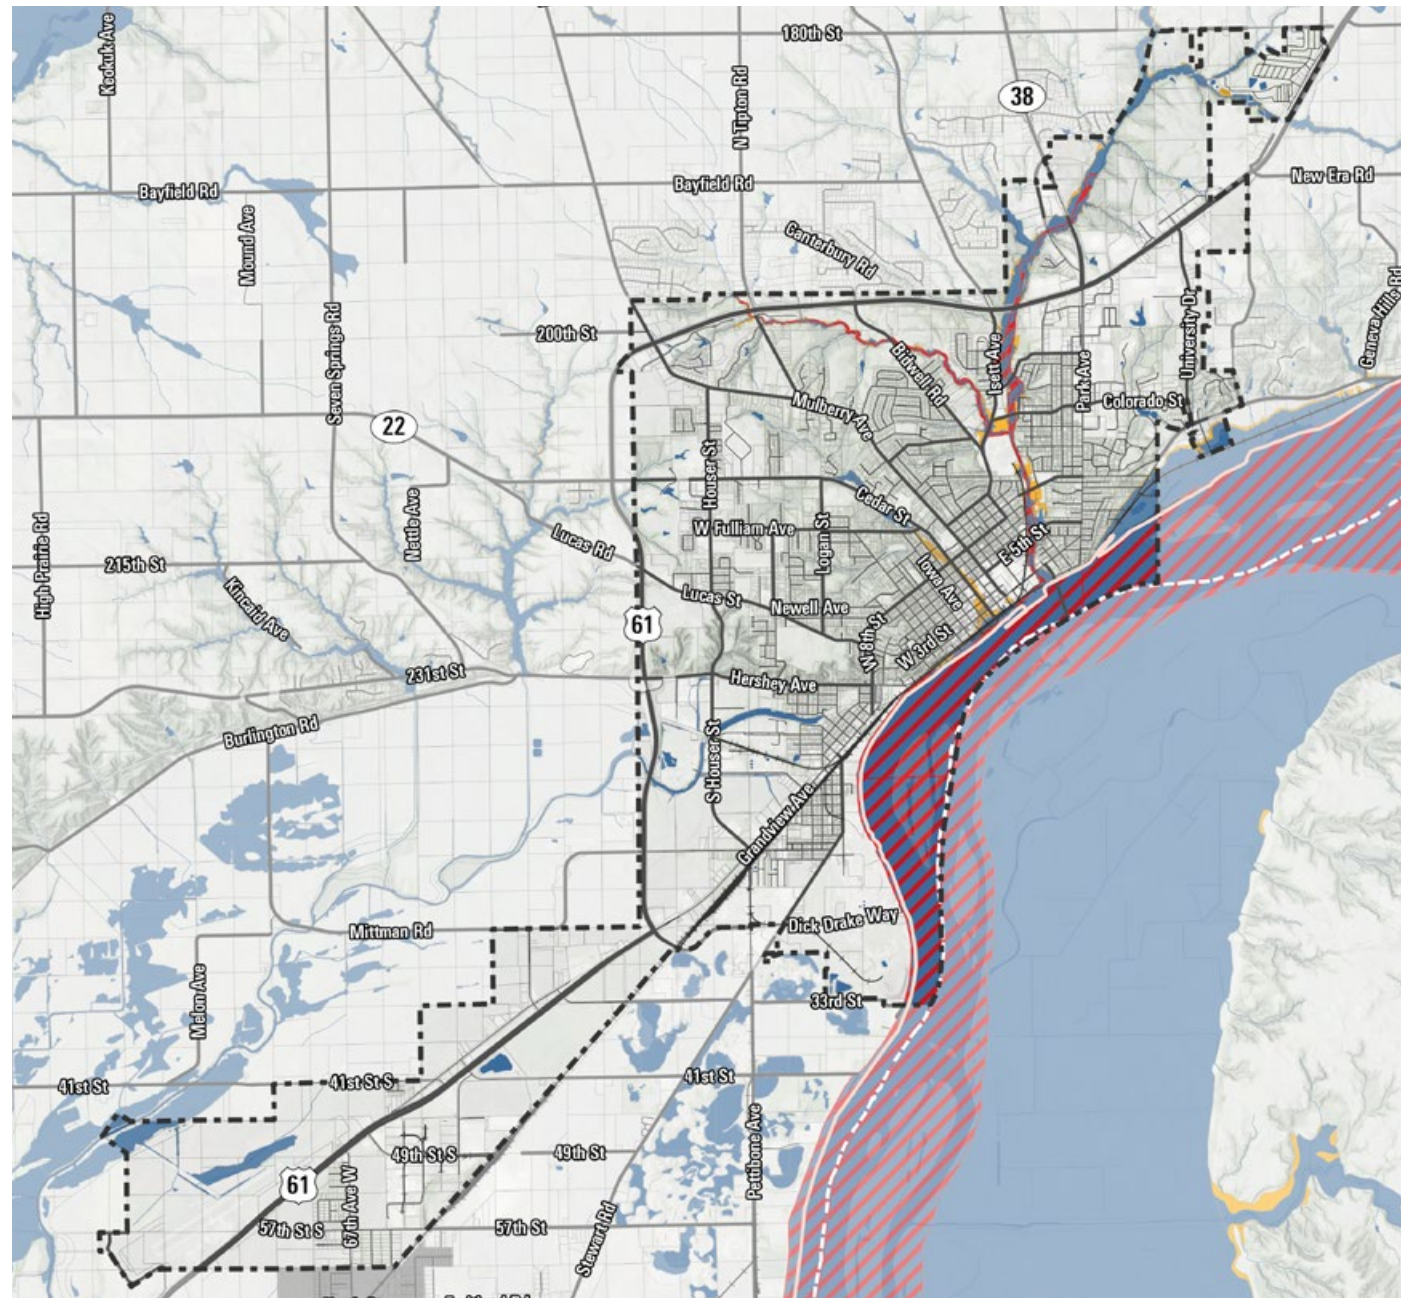 180th St
Keokuk Ave
N Tipton Rd
38
Bayfield Rd
Bayfield Rd
New Era Rd
Mound Ave
Canterbury Rd
University Dr
Geneva Hills Rd
200th St
Seven Springs Rd
Bidwell Rd
Isett Ave
Park Ave
Colorado St
Mulberry Ave
22
Houser St
Nettle Ave
Cedar St
High Prairie Rd
W Fulliam Ave
Logan St
Lucas Rd
E 5th St
215th St
Iowa Ave
Kincaid Ave
Lucas St
Newell Ave
61
W 8th St
W 3rd St
231st St
Hershey Ave
Burlington Rd
S Houser St
Grandview Ave
Mittman Rd
Dick Drake Way
Melon Ave
33rd St
41st St
41st St S
41st St
Pettibone Ave
49th St S
49th St
61
67th Ave W
57th St S
57th St
Stewart Rd